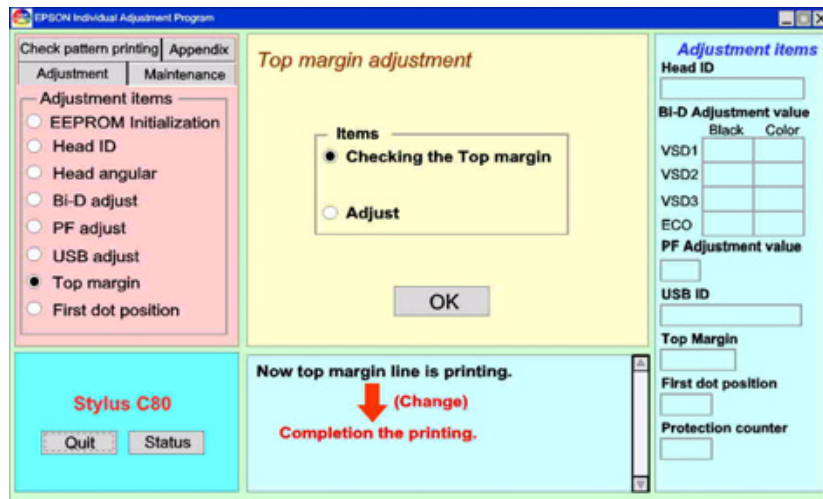 EPSON Individual Adjustment Program
Check pattern printing Appendix
Adjustment Maintenance
Adjustment items
EEPROM Initialization
Head ID
Head angular
Bi-D adjust
PF adjust
USB adjust
Top margin
First dot position
Top margin adjustment
Items
Checking the Top margin
Adjust
OK
Stylus C80
Quit Status
Now top margin line is printing.
(Change)
Completion the printing.
Adjustment items
Head ID
Bi-D Adjustment value
Black Color
VSD1
VSD2
VSD3
ECO
PF Adjustment value
USB ID
Top Margin
First dot position
Protection counter